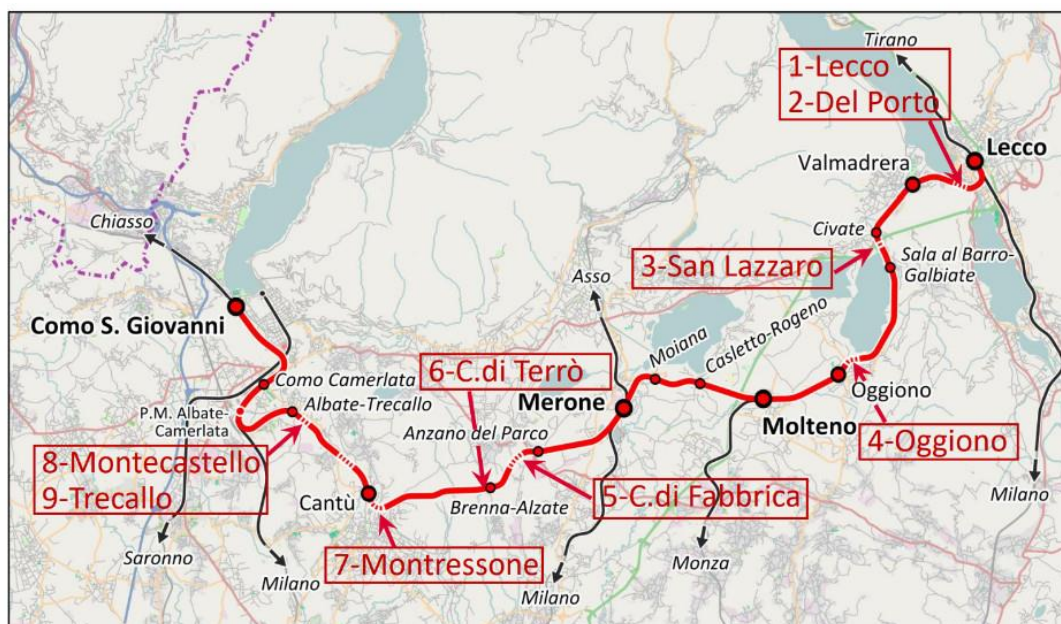 Tirano
1-Lecco
2-Del Porto
Lecco
Valmadrera
Chiasso
Civate
3-San Lazzaro
Sala al Barro-
Galbiate
Asso
Como S. Giovanni
Moiana
Casletto-Rogeno
6-C.di Terrò
Como Camerlata
Albate-Trecallo
Merone
Oggiono
P.M. Albate-
Camerlata
Anzano del Parco
Molteno
4-Oggiono
8-Montecastello
9-Trecallo
Cantù
Brenna-Alzate
5-C.di Fabbrica
Milano
Saronno
Milano
7-Montressone
Milano
Monza